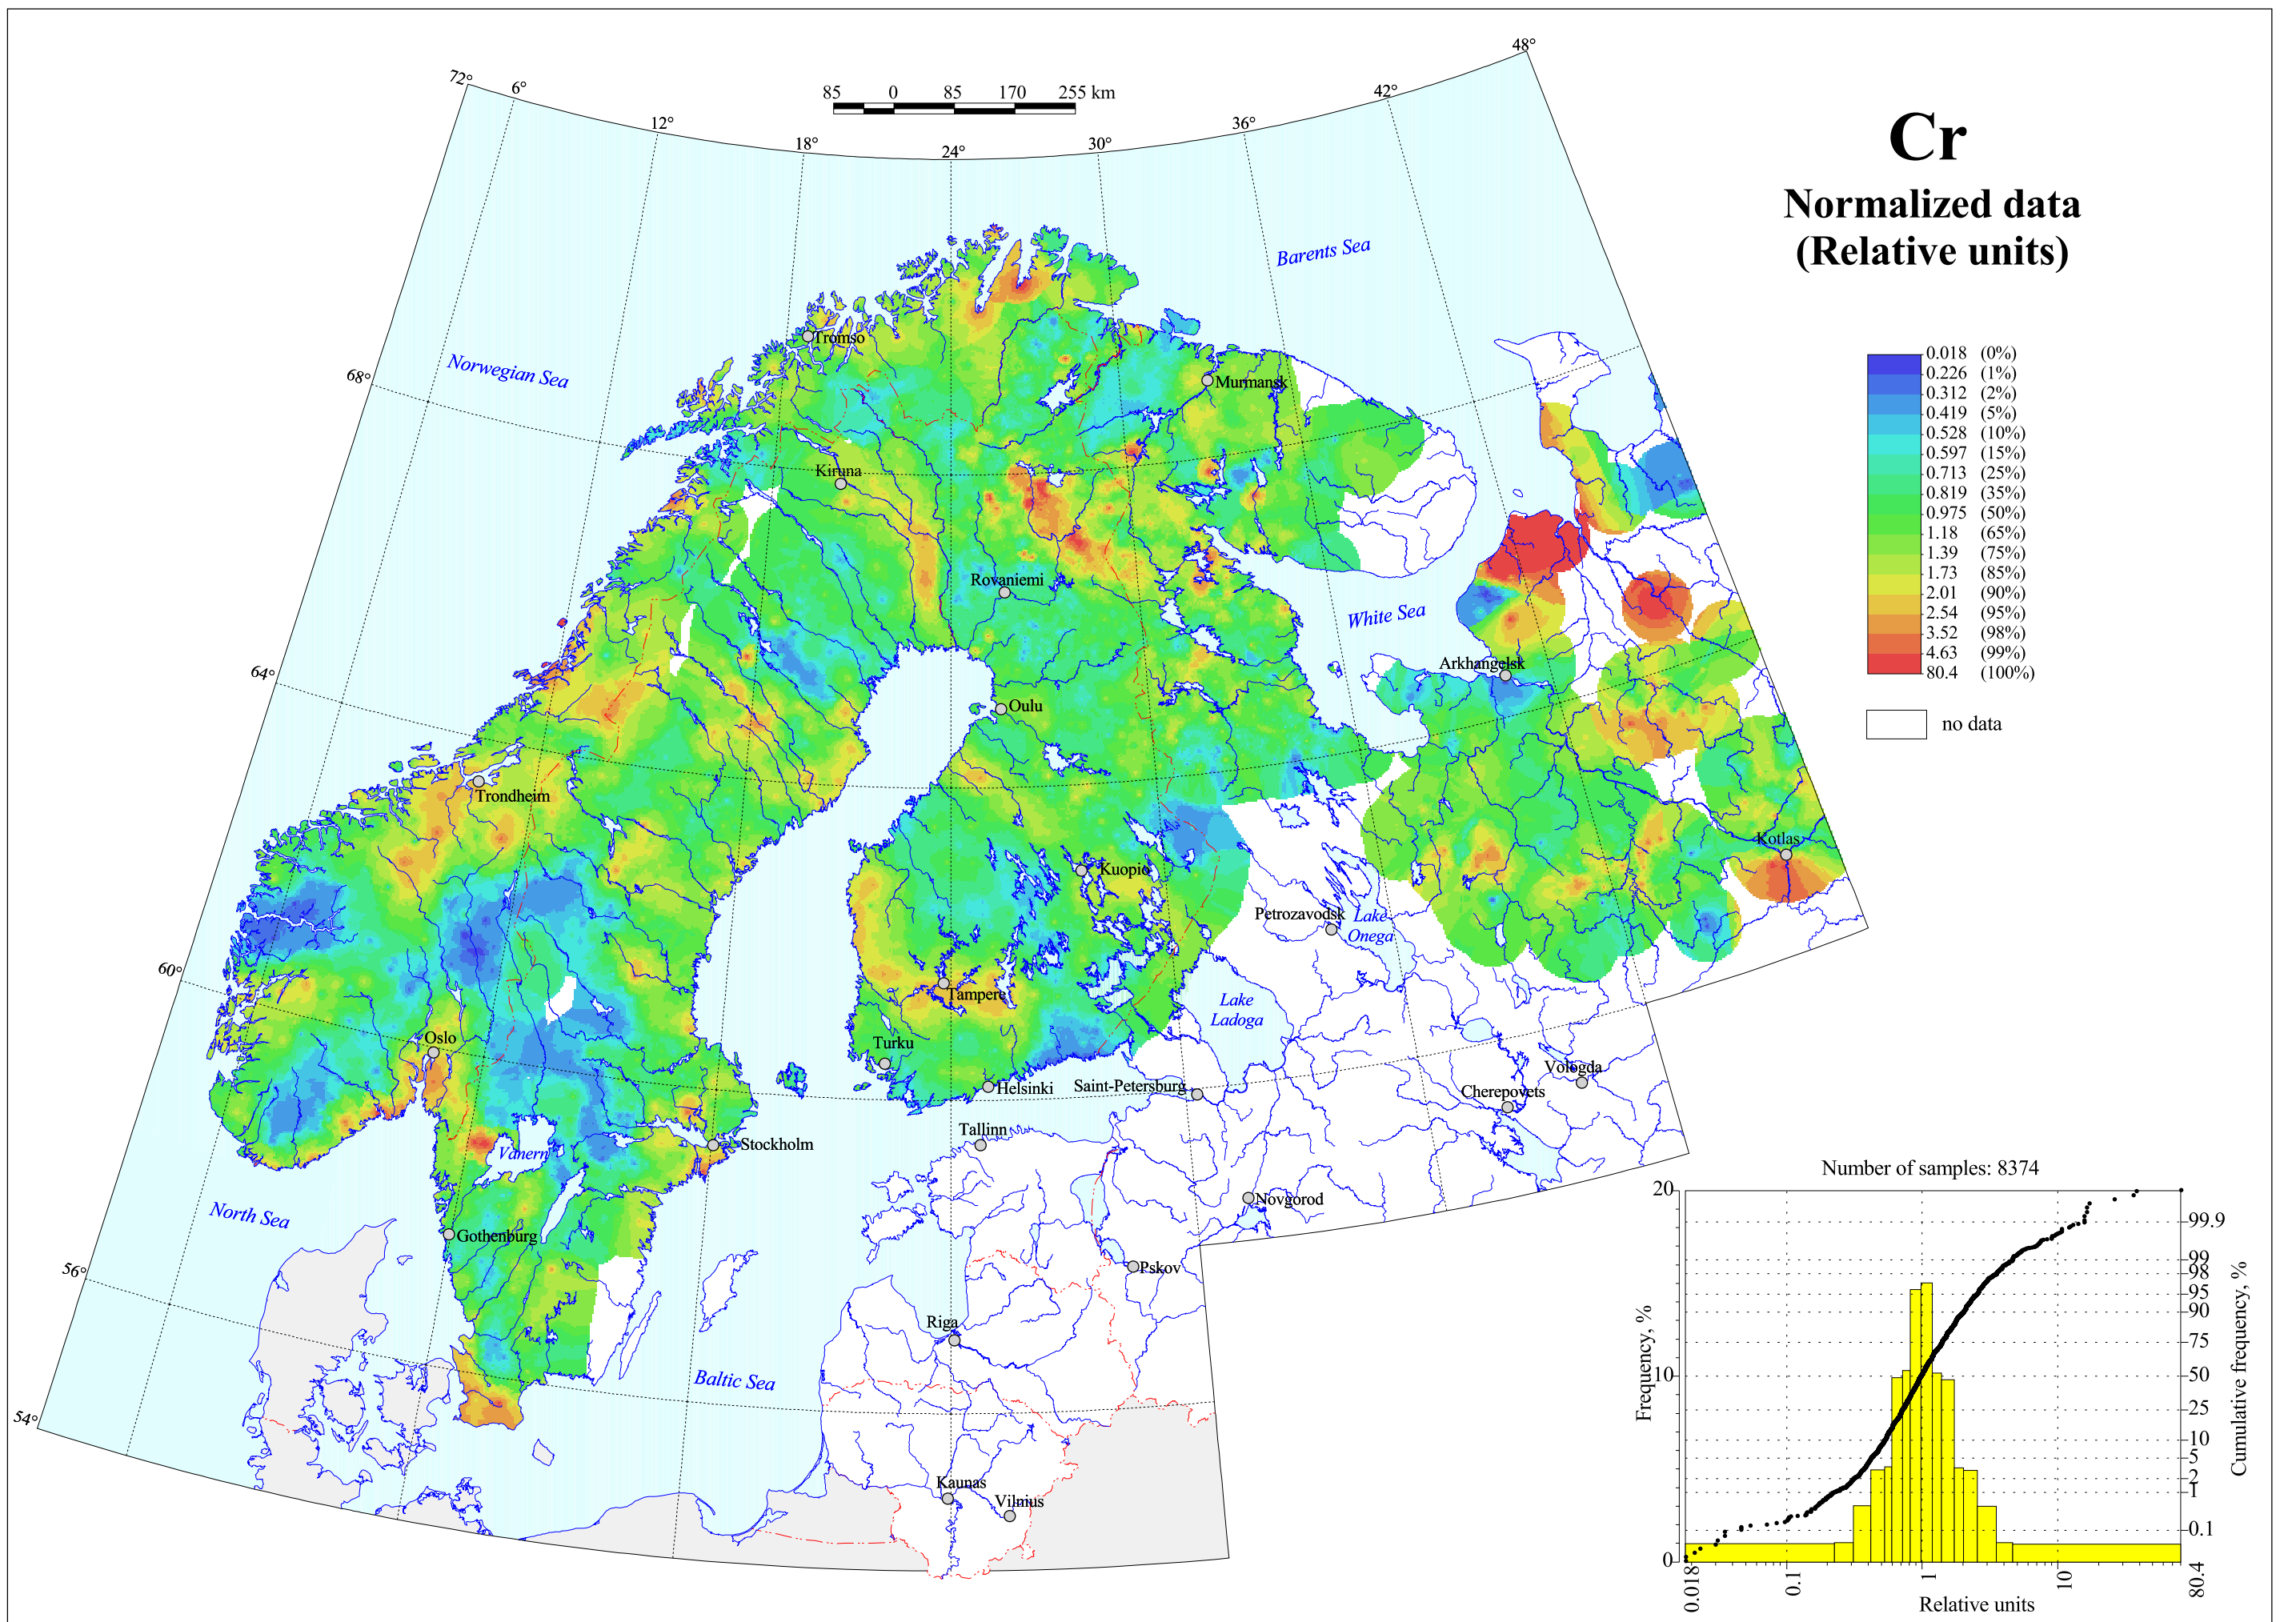 48°
72°
6°
42°
85 0 85 170 255 km
12°
36°
18°
30°
24°
Cr
Normalized data
(Relative units)
Barents Sea
Norwegian Sea
Tromso
68°
Murmansk
Kiruna
Rovaniemi
White Sea
Arkhangelsk
64°
Oulu
Trondheim
Kotlas
Kuopio
Petrozavodsk
Lake
Onega
60°
Tampere
Lake
Ladoga
Oslo
Turku
Helsinki
Saint-Petersburg
Vologda
Cherepovets
Tallinn
Stockholm
Vanern
Novgorod
North Sea
Gothenburg
Pskov
56°
Riga
Baltic Sea
54°
Kaunas
Vilnius
0.018 (0%)
0.226 (1%)
0.312 (2%)
0.419 (5%)
0.528 (10%)
0.597 (15%)
0.713 (25%)
0.819 (35%)
0.975 (50%)
1.18 (65%)
1.39 (75%)
1.73 (85%)
2.01 (90%)
2.54 (95%)
3.52 (98%)
4.63 (99%)
80.4 (100%)
no data
Number of samples: 8374
20
10
0
Frequency, %
99.9
99
98
95
90
75
50
25
10
5
2
1
0.1
Cumulative frequency, %
0.018
0.1
1
10
80.4
Relative units